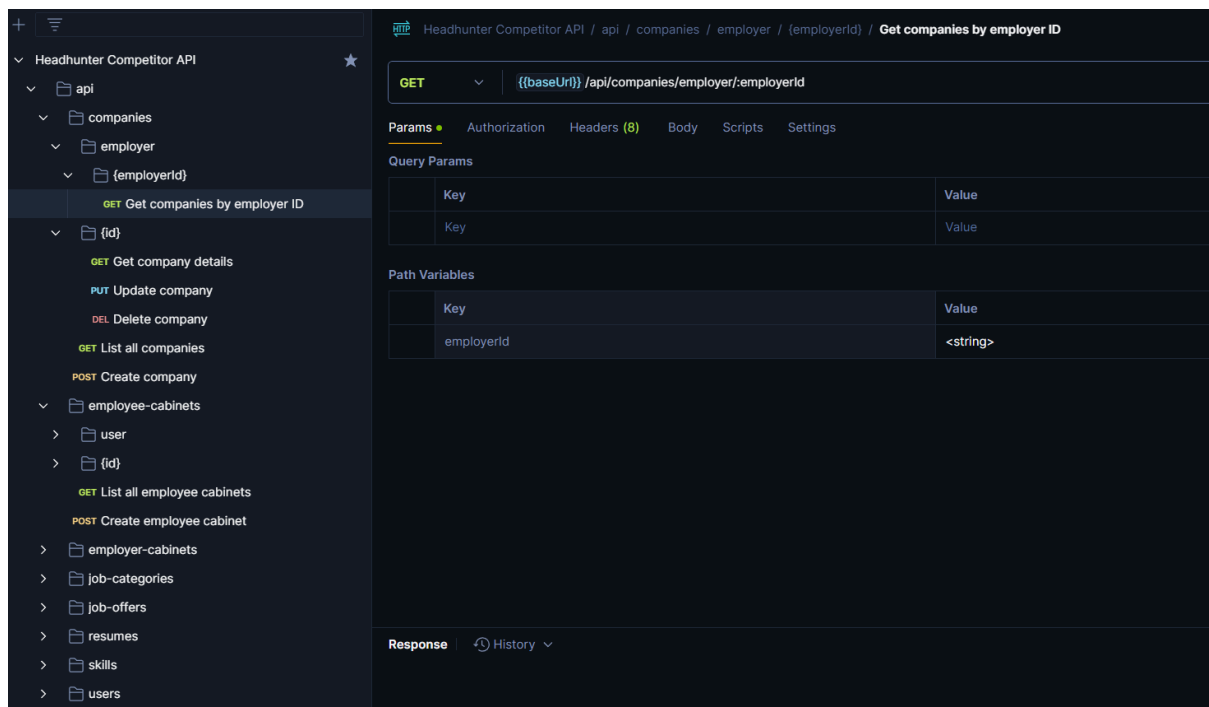 Headhunter Competitor API
api
companies
employer
{employerId}
GET Get companies by employer ID
{id}
GET Get company details
PUT Update company
DEL Delete company
GET List all companies
POST Create company
employee-cabinets
user
{id}
GET List all employee cabinets
POST Create employee cabinet
employer-cabinets
job-categories
job-offers
resumes
skills
users
HTTP Headhunter Competitor API / api / companies / employer / {employerId} / Get companies by employer ID
GET {{baseUrl}} /api/companies/employer/:employerId
Params Authorization Headers (8) Body Scripts Settings
Query Params
Key Value
Key Value
Path Variables
Key Value
employerId <string>
Response History